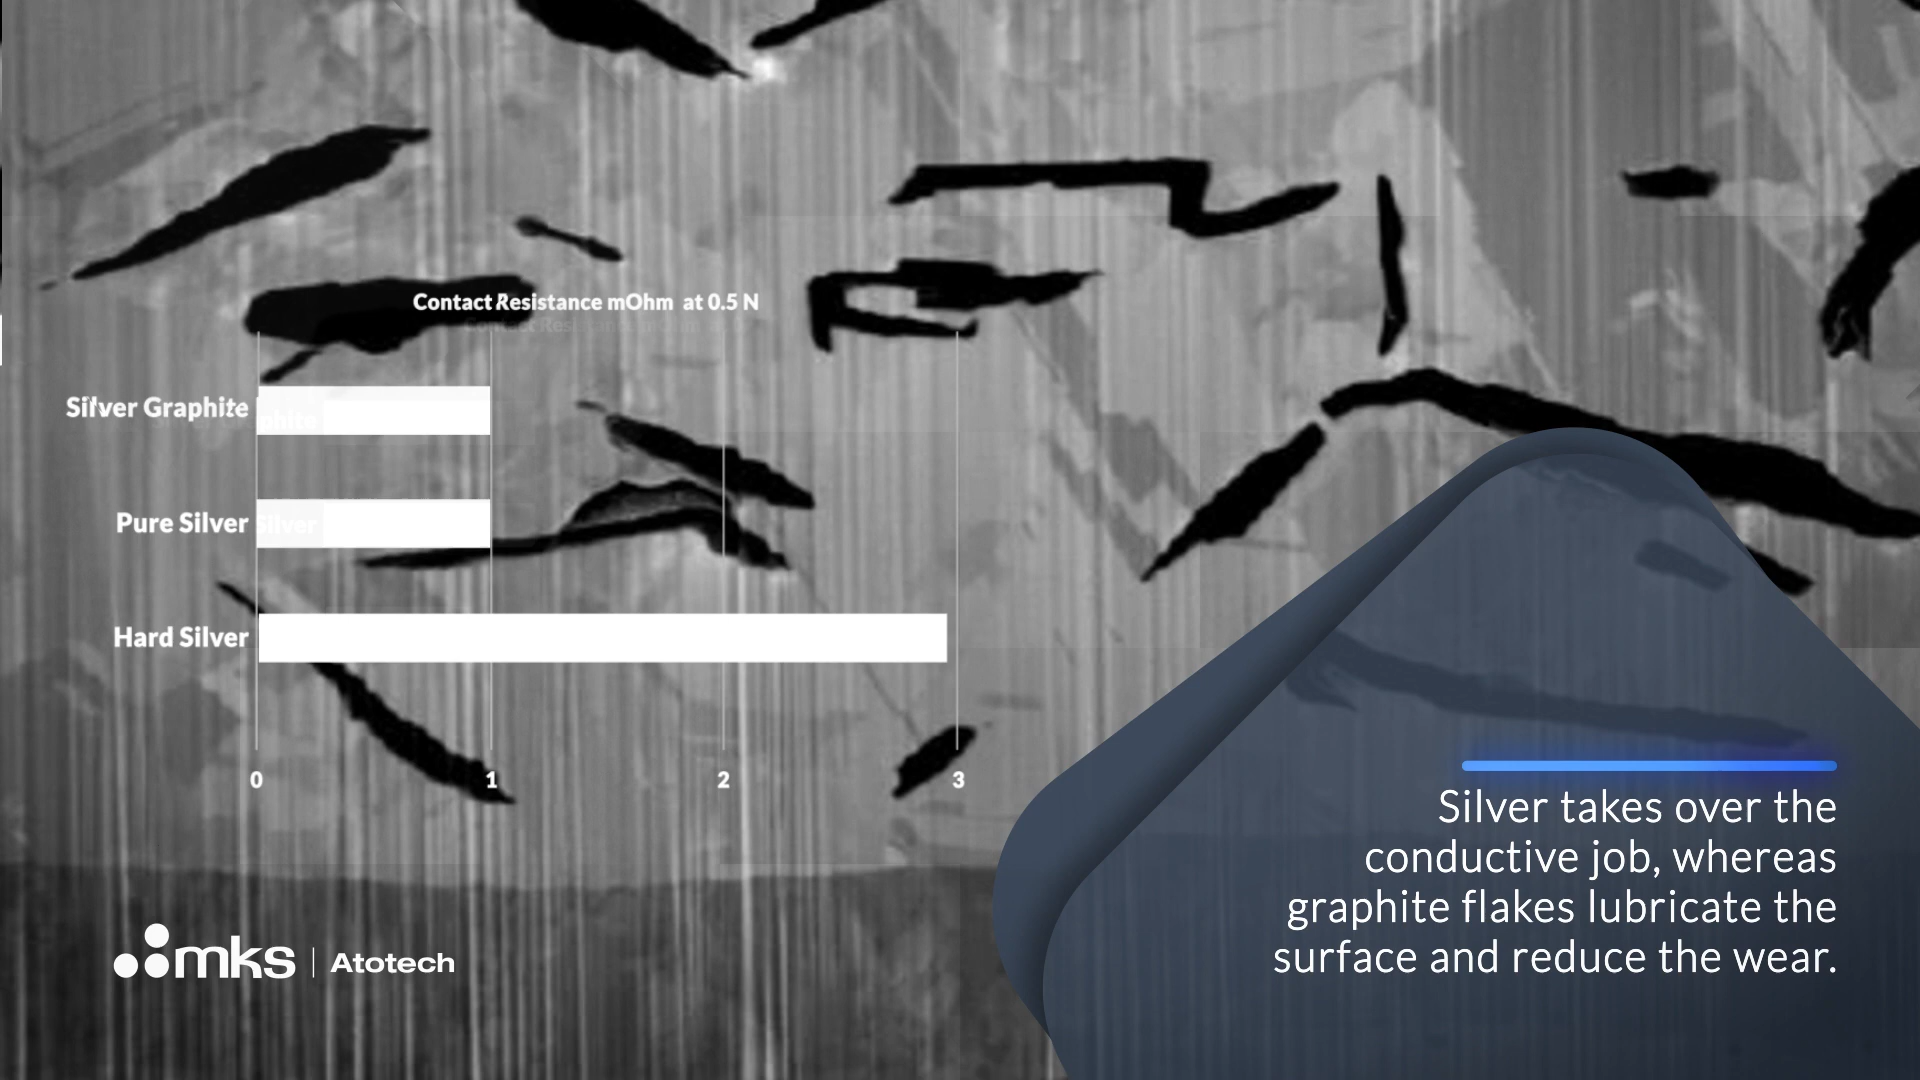 Contact Resistance mOhm at 0.5 N
Silver Graphite
Pure Silver
Hard Silver
0 1 2 3
Silver takes over the
conductive job, whereas
graphite flakes lubricate the
surface and reduce the wear.
mks | Atotech